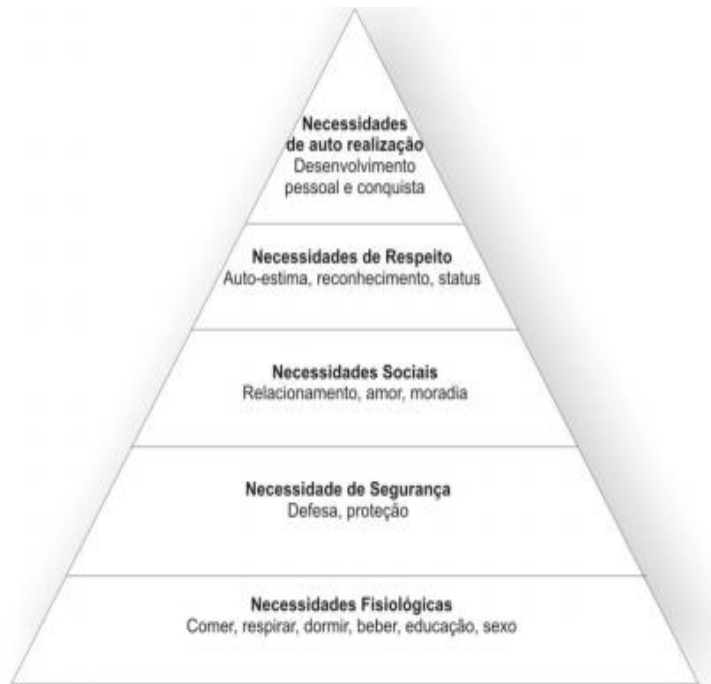 Necessidades
de auto realização
Desenvolvimento
pessoal e conquista
Necessidades de Respeito
Auto-estima, reconhecimento, status
Necessidades Sociais
Relacionamento, amor, moradia
Necessidade de Segurança
Defesa, proteção
Necessidades Fisiológicas
Comer, respirar, dormir, beber, educação, sexo